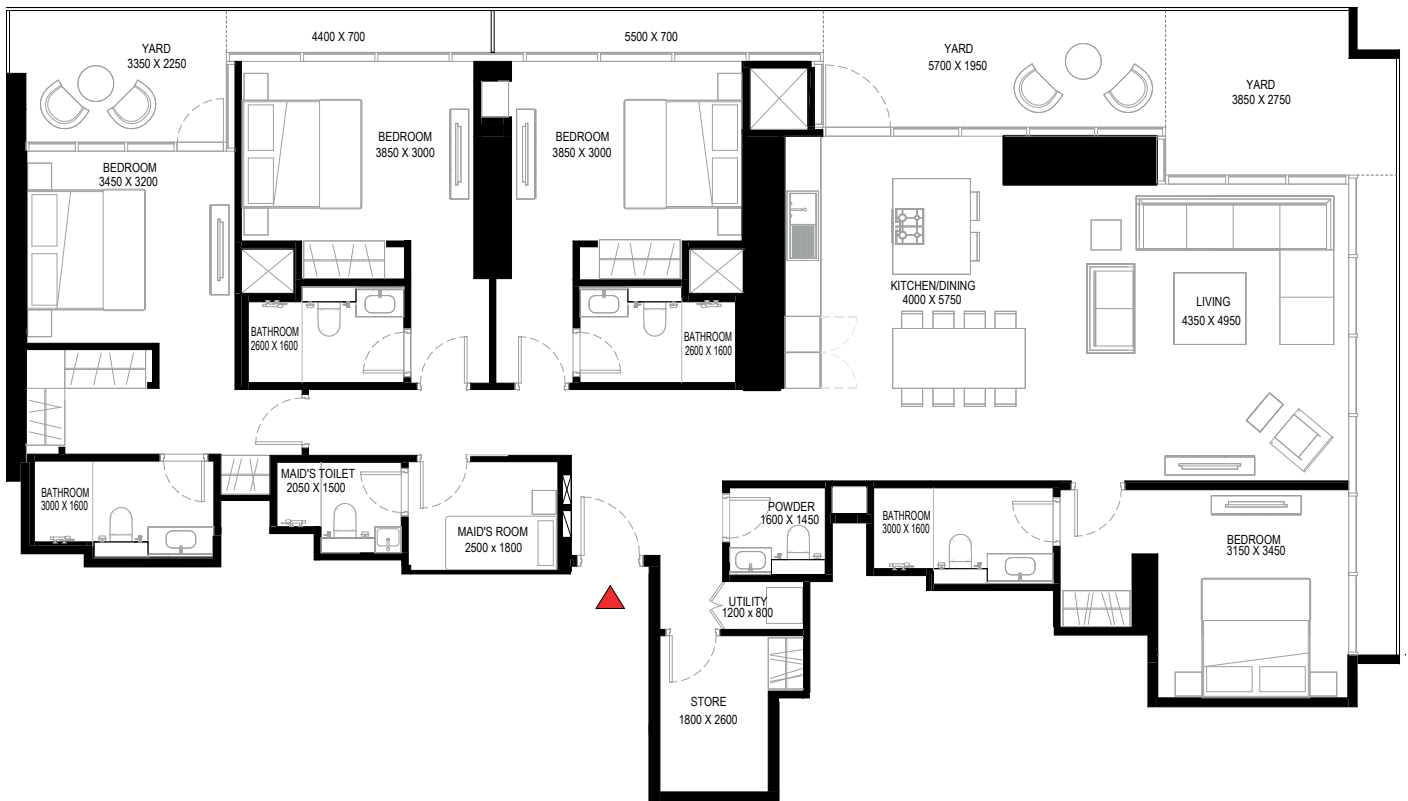 YARD
3350 X 2250
4400 X 700
5500 X 700
YARD
5700 X 1950
YARD
3850 X 2750
BEDROOM
3450 X 3200
BEDROOM
3850 X 3000
BEDROOM
3850 X 3000
KITCHEN/DINING
4000 X 5750
LIVING
4350 X 4950
BATHROOM
2600 X 1600
BATHROOM
2600 X 1600
BATHROOM
3000 X 1600
MAID'S TOILET
2050 X 1500
MAID'S ROOM
2500 x 1800
POWDER
1600 X 1450
BATHROOM
3000 X 1600
BEDROOM
3150 X 3450
UTILITY
1200 x 800
STORE
1800 X 2600